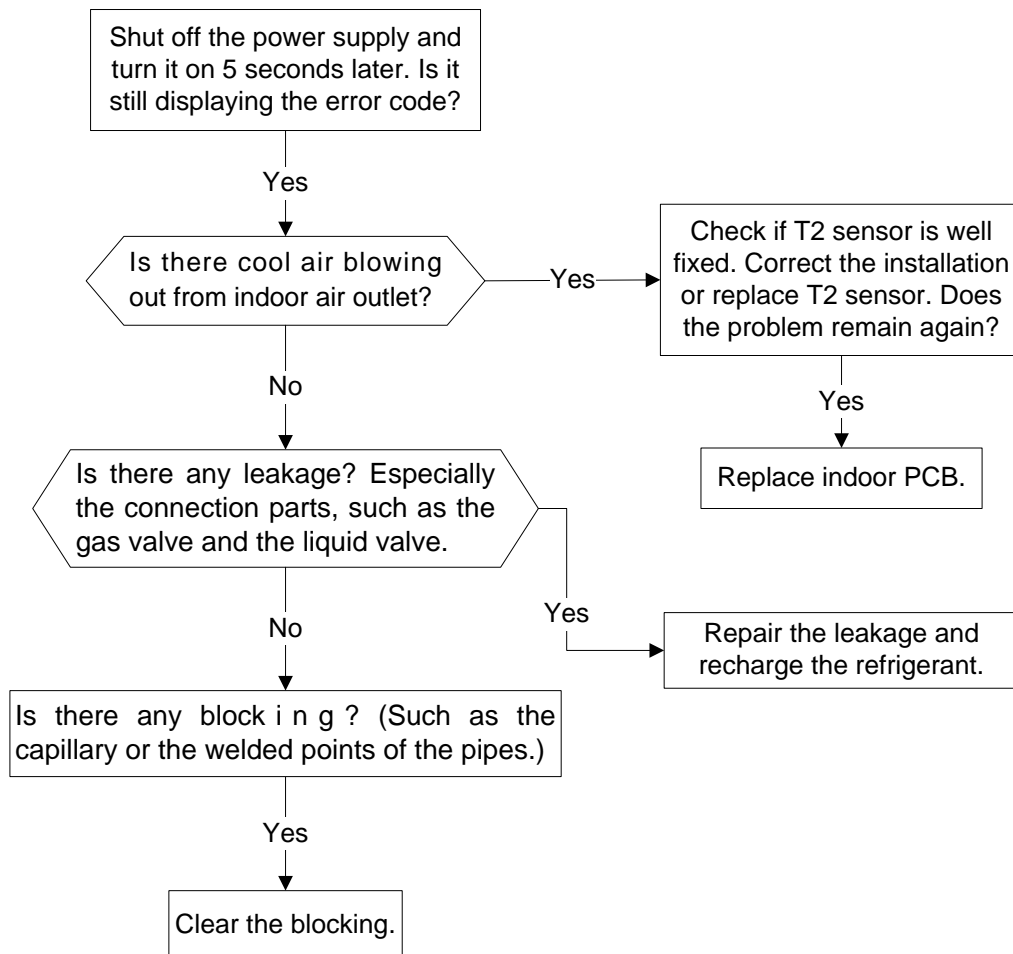 Shut off the power supply and
turn it on 5 seconds later. Is it
still displaying the error code?
Yes
Is there cool air blowing
out from indoor air outlet?
Yes
Check if T2 sensor is well
fixed. Correct the installation
or replace T2 sensor. Does
the problem remain again?
Yes
Replace indoor PCB.
No
Is there any leakage? Especially
the connection parts, such as the
gas valve and the liquid valve.
Yes
Repair the leakage and
recharge the refrigerant.
No
Is there any blocking? (Such as the
capillary or the welded points of the pipes.)
Yes
Clear the blocking.